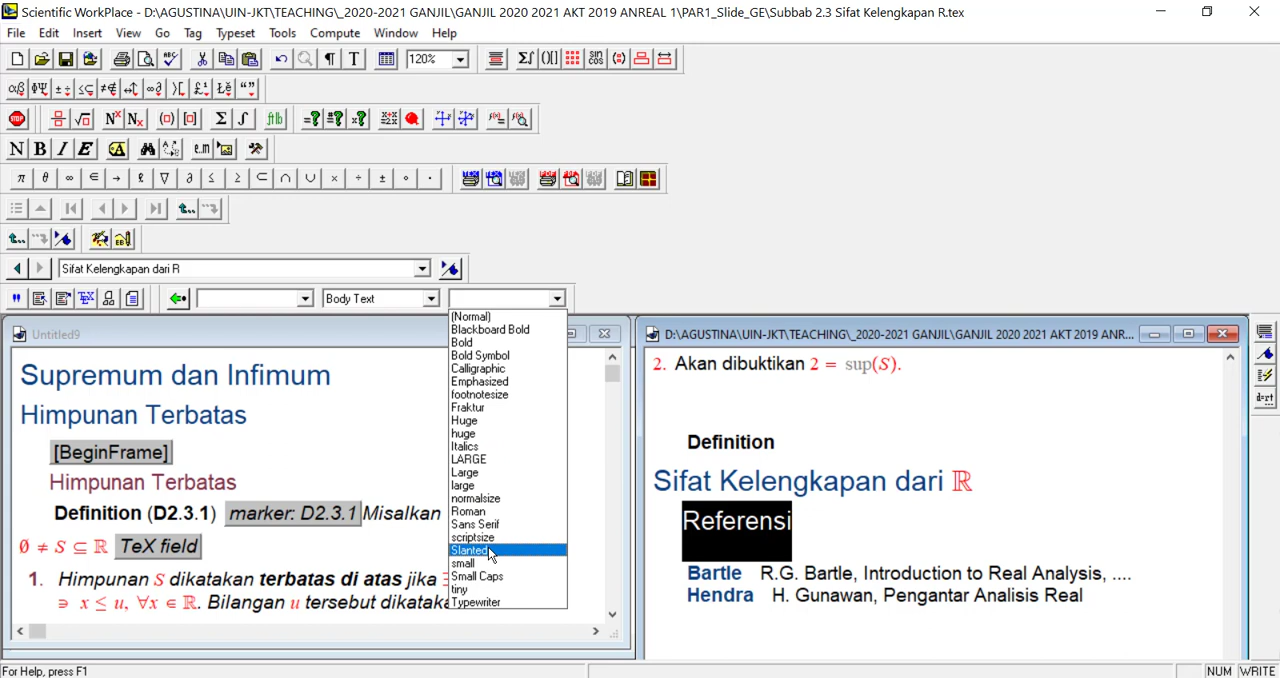 Scientific WorkPlace - D:\AGUSTINA\UIN-JKT\TEACHING\_2020-2021 GANJIL\GANJIL 2020 2021 AKT 2019 ANREAL 1\PAR1_Slide_GE\Subbab 2.3 Sifat Kelengkapan R.tex
File Edit Insert View Go Tag Typeset Tools Compute Window Help
120%
Sifat Kelengkapan dari R
Body Text
(Normal)
Blackboard Bold
Bold
Bold Symbol
Calligraphic
Emphasized
footnotesize
Fraktur
Huge
huge
Italics
LARGE
Large
large
normalsize
Roman
Sans Serif
scriptsize
Slanted
small
Small Caps
tiny
Typewriter
Untitled9
Supremum dan Infimum
Himpunan Terbatas
[BeginFrame]
Himpunan Terbatas
Definition (D2.3.1) marker: D2.3.1 Misalkan
∅ ≠ S ⊆ ℝ TeX field
1. Himpunan S dikatakan terbatas di atas jika ∃
∋ x ≤ u, ∀x ∈ ℝ. Bilangan u tersebut dikataka
D:\AGUSTINA\UIN-JKT\TEACHING\_2020-2021 GANJIL\GANJIL 2020 2021 AKT 2019 ANR...
2. Akan dibuktikan 2 = sup(S).
Definition
Sifat Kelengkapan dari ℝ
Referensi
Bartle R.G. Bartle, Introduction to Real Analysis, ....
Hendra H. Gunawan, Pengantar Analisis Real
For Help, press F1
NUM WRITE